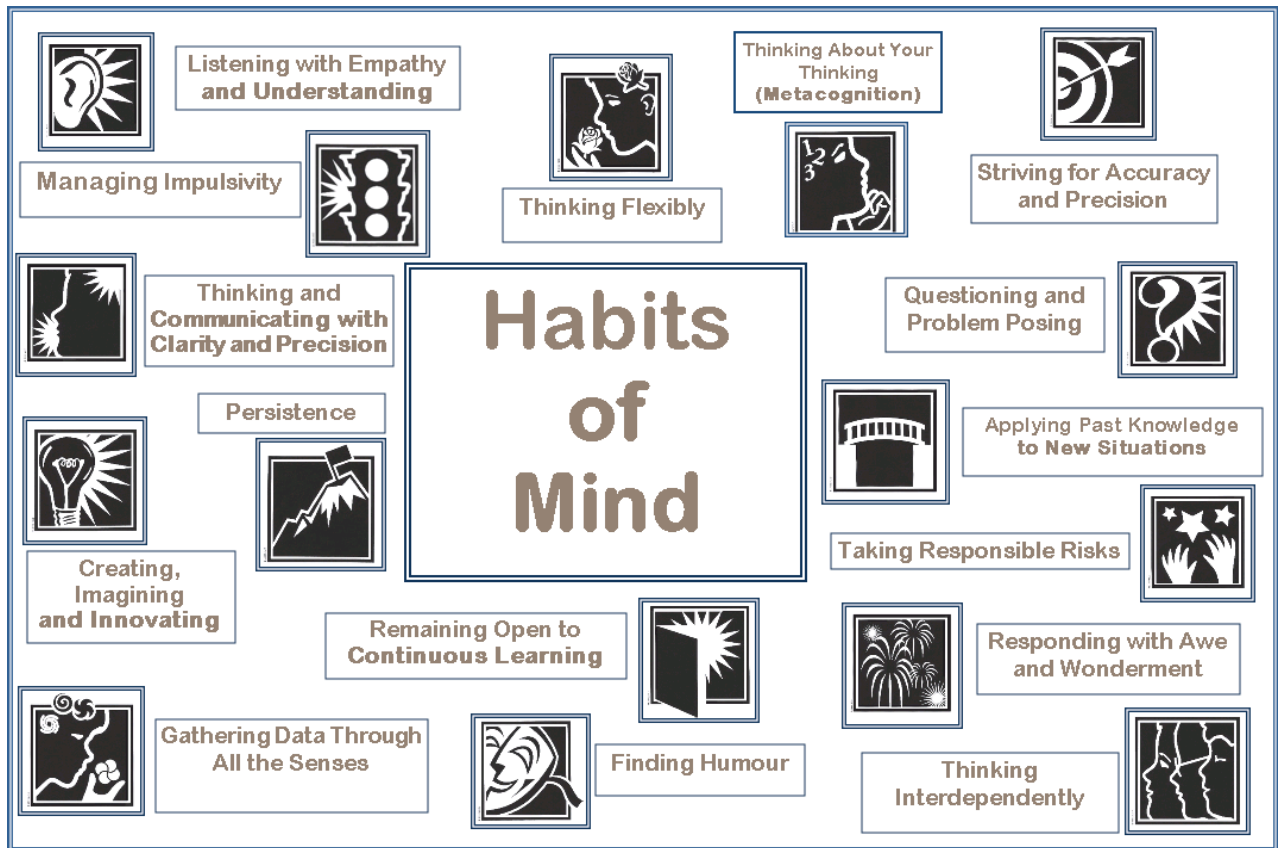 Listening with Empathy
and Understanding
Thinking About Your
Thinking
(Metacognition)
Managing Impulsivity
Thinking Flexibly
Striving for Accuracy
and Precision
1
2
3
Thinking and
Communicating with
Clarity and Precision
Habits
of
Mind
Questioning and
Problem Posing
?
Persistence
Applying Past Knowledge
to New Situations
Creating,
Imagining
and Innovating
Taking Responsible Risks
Remaining Open to
Continuous Learning
Responding with Awe
and Wonderment
Gathering Data Through
All the Senses
Finding Humour
Thinking
Interdependently